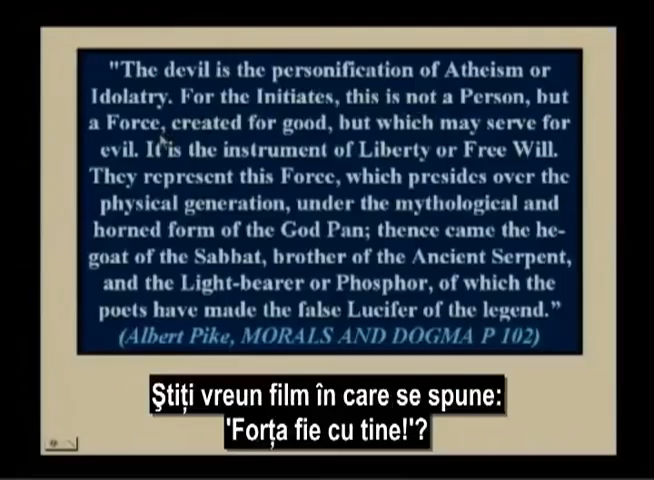 "The devil is the personification of Atheism or
Idolatry. For the Initiates, this is not a Person, but
a Force, created for good, but which may serve for
evil. It is the instrument of Liberty or Free Will.
They represent this Force, which presides over the
physical generation, under the mythological and
horned form of the God Pan; thence came the he-
goat of the Sabbat, brother of the Ancient Serpent,
and the Light-bearer or Phosphor, of which the
poets have made the false Lucifer of the legend.”
(Albert Pike, MORALS AND DOGMA P 102)
Ştiţi vreun film în care se spune:
'Forţa fie cu tine!'?